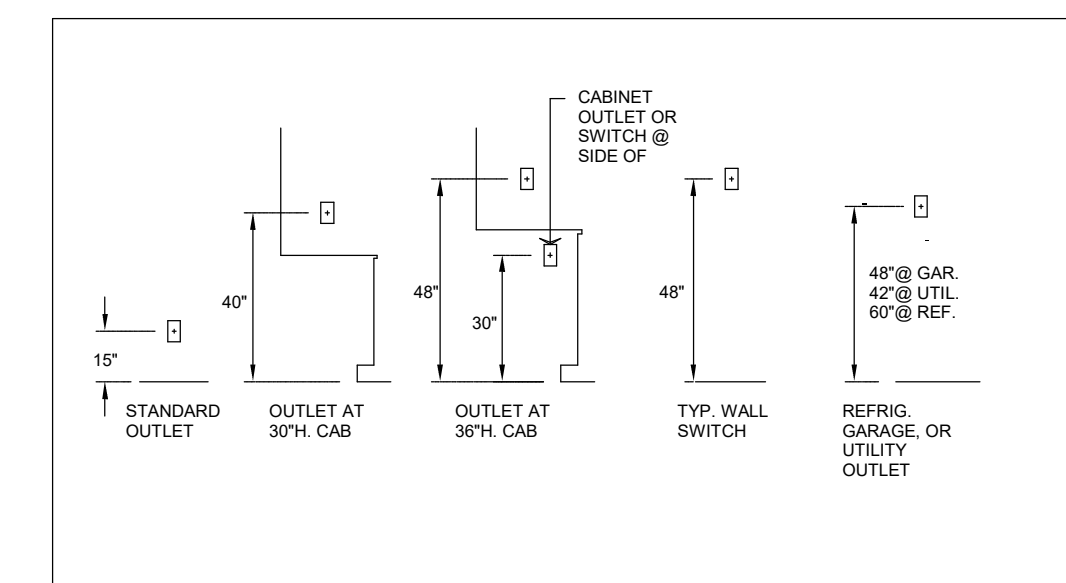 CABINET
OUTLET OR
SWITCH @
SIDE OF
15"
40"
48"
30"
48"
48"@ GAR.
42"@ UTIL.
60"@ REF.
STANDARD
OUTLET
OUTLET AT
30"H. CAB
OUTLET AT
36"H. CAB
TYP. WALL
SWITCH
REFRIG.
GARAGE, OR
UTILITY
OUTLET